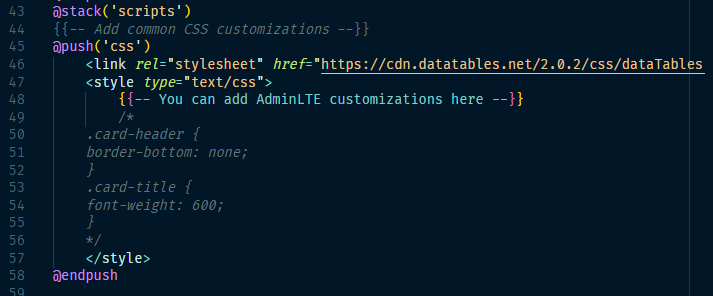 43 @stack('scripts')
44 {{-- Add common CSS customizations --}}
45 @push('css')
46 <link rel="stylesheet" href="https://cdn.datatables.net/2.0.2/css/dataTables
47 <style type="text/css">
48 {{-- You can add AdminLTE customizations here --}}
49 /*
50 .card-header {
51 border-bottom: none;
52 }
53 .card-title {
54 font-weight: 600;
55 }
56 */
57 </style>
58 @endpush
59